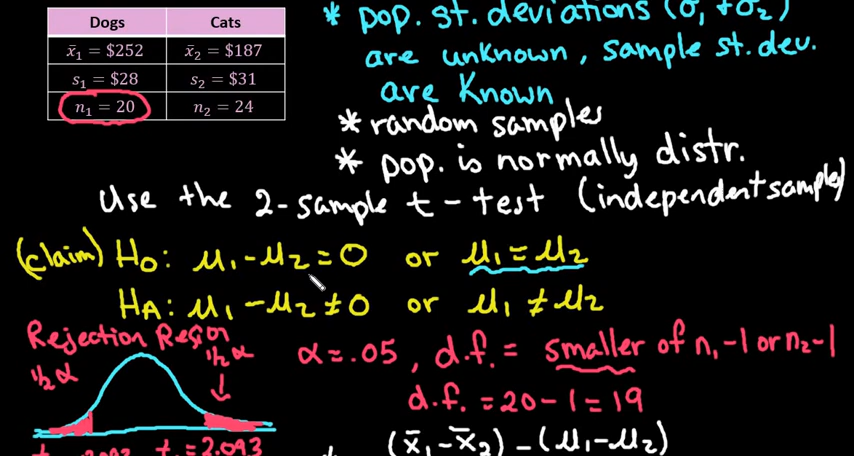 Dogs Cats
x̄₁ = $252 x̄₂ = $187
s₁ = $28 s₂ = $31
n₁ = 20 n₂ = 24
* pop. st. deviations (σ₁ + σ₂)
are unknown, sample st. dev.
are known
* random samples
* pop. is normally distr.
Use the 2-sample t-test (independent sample)
(claim) H₀: μ₁ - μ₂ = 0 or μ₁ = μ₂
H_A: μ₁ - μ₂ ≠ 0 or μ₁ ≠ μ₂
Rejection Region
½α ½α
α = .05, d.f. = smaller of n₁-1 or n₂-1
d.f. = 20-1 = 19
= 2.093
(x̄₁ - x̄₂) - (μ₁ - μ₂)